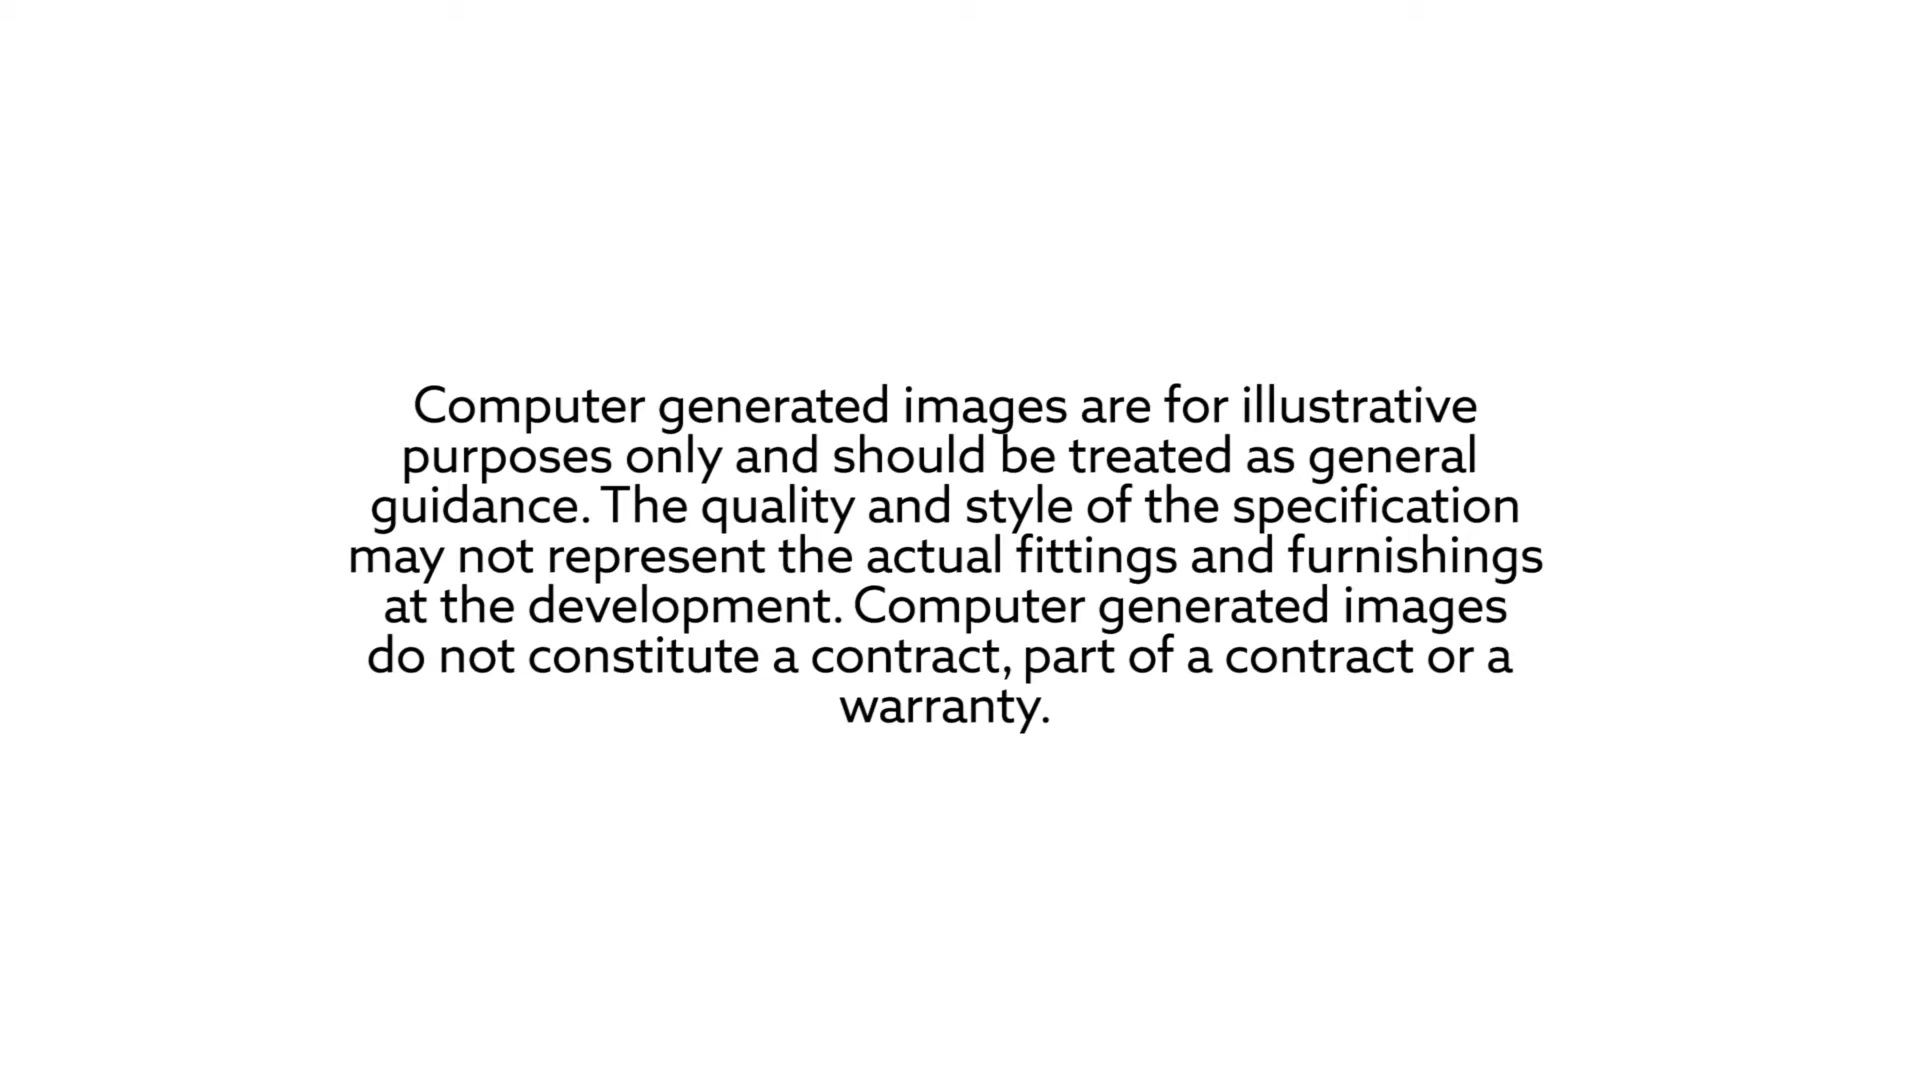 Computer generated images are for illustrative
purposes only and should be treated as general
guidance. The quality and style of the specification
may not represent the actual fittings and furnishings
at the development. Computer generated images
do not constitute a contract, part of a contract or a
warranty.